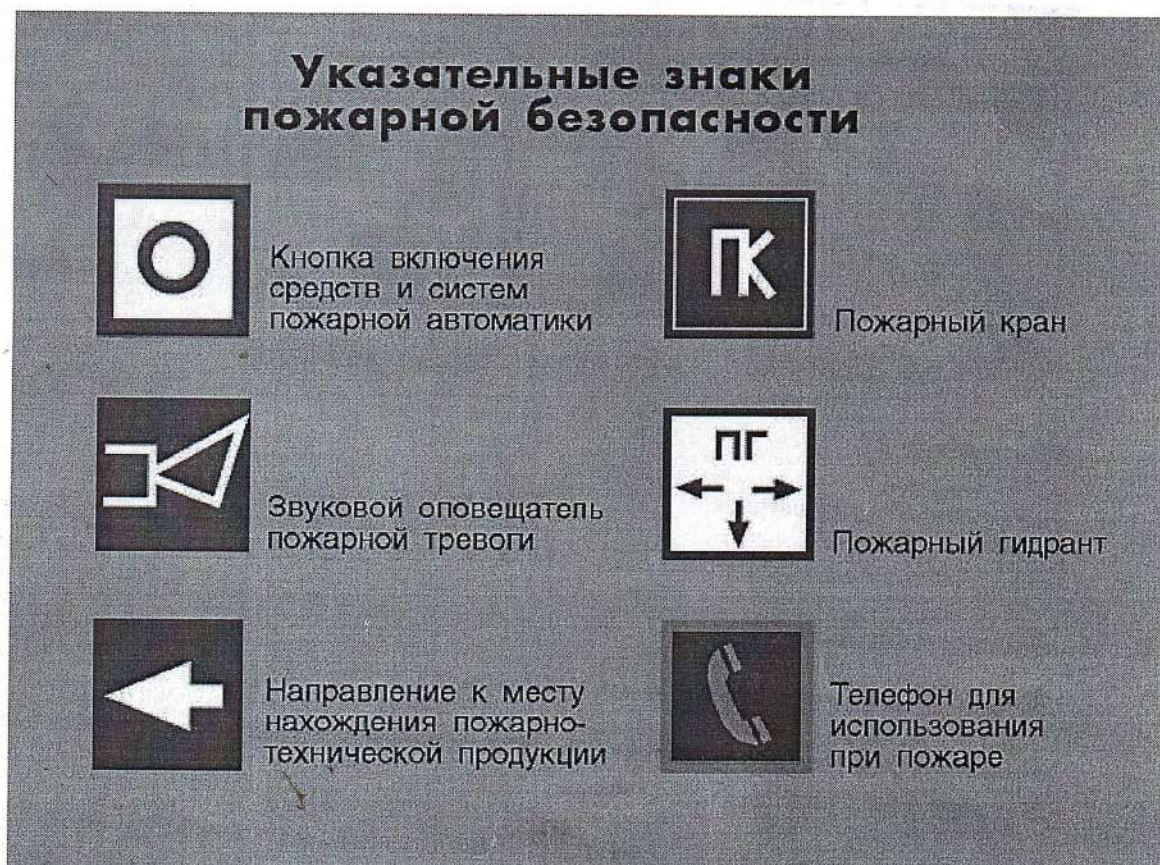 Указательные знаки
пожарной безопасности
Кнопка включения
средств и систем
пожарной автоматики
ПК
Пожарный кран
Звуковой оповещатель
пожарной тревоги
ПГ
Пожарный гидрант
Направление к месту
нахождения пожарно-
технической продукции
Телефон для
использования
при пожаре